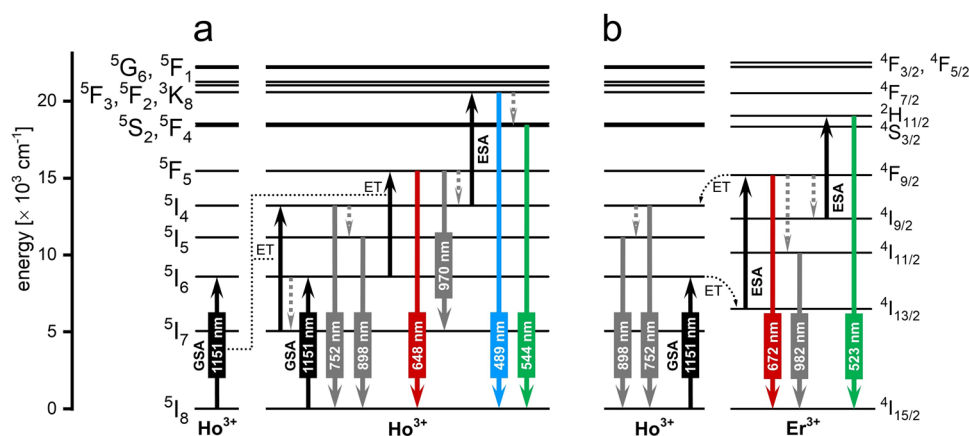 a
b
energy [× 10³ cm⁻¹]
20
15
10
5
0
⁵G₆, ⁵F₁
⁵F₃,⁵F₂,³K₈
⁵S₂,⁵F₄
⁵F₅
⁵I₄
⁵I₅
⁵I₆
⁵I₇
⁵I₈
ET
ET
GSA
1151 nm
GSA
1151 nm
752 nm
898 nm
648 nm
970 nm
ESA
489 nm
544 nm
Ho³⁺
Ho³⁺
898 nm
752 nm
GSA
1151 nm
ET
ET
ESA
672 nm
982 nm
ESA
523 nm
⁴F₃/₂, ⁴F₅/₂
⁴F₇/₂
²H₁₁/₂
⁴S₃/₂
⁴F₉/₂
⁴I₉/₂
⁴I₁₁/₂
⁴I₁₃/₂
⁴I₁₅/₂
Ho³⁺
Er³⁺